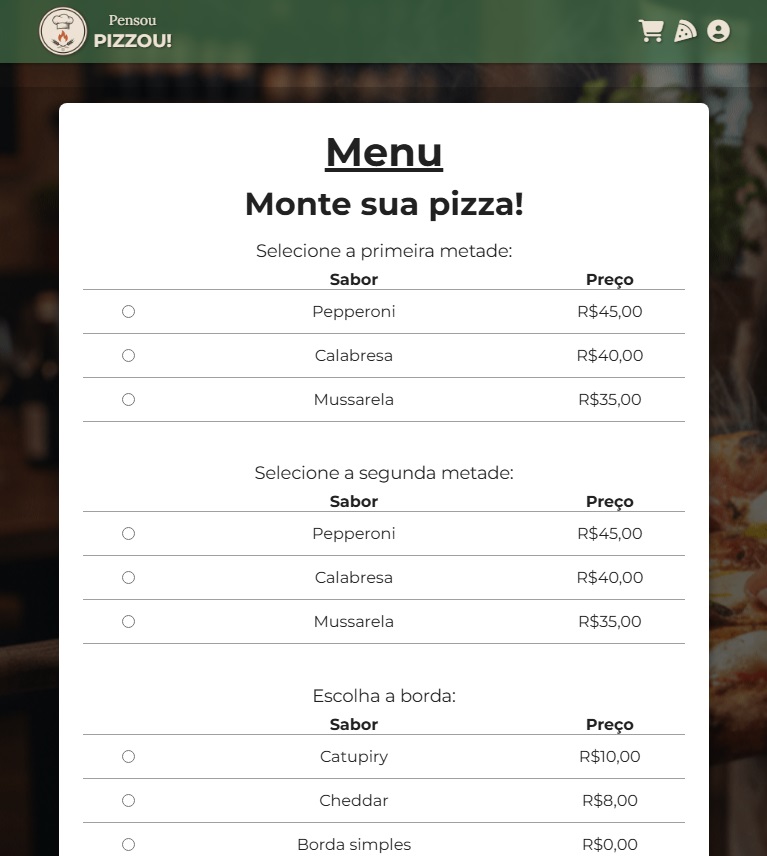 Pensou
PIZZOU!
Menu
Monte sua pizza!
Selecione a primeira metade:
Sabor Preço
Pepperoni R$45,00
Calabresa R$40,00
Mussarela R$35,00
Selecione a segunda metade:
Sabor Preço
Pepperoni R$45,00
Calabresa R$40,00
Mussarela R$35,00
Escolha a borda:
Sabor Preço
Catupiry R$10,00
Cheddar R$8,00
Borda simples R$0,00